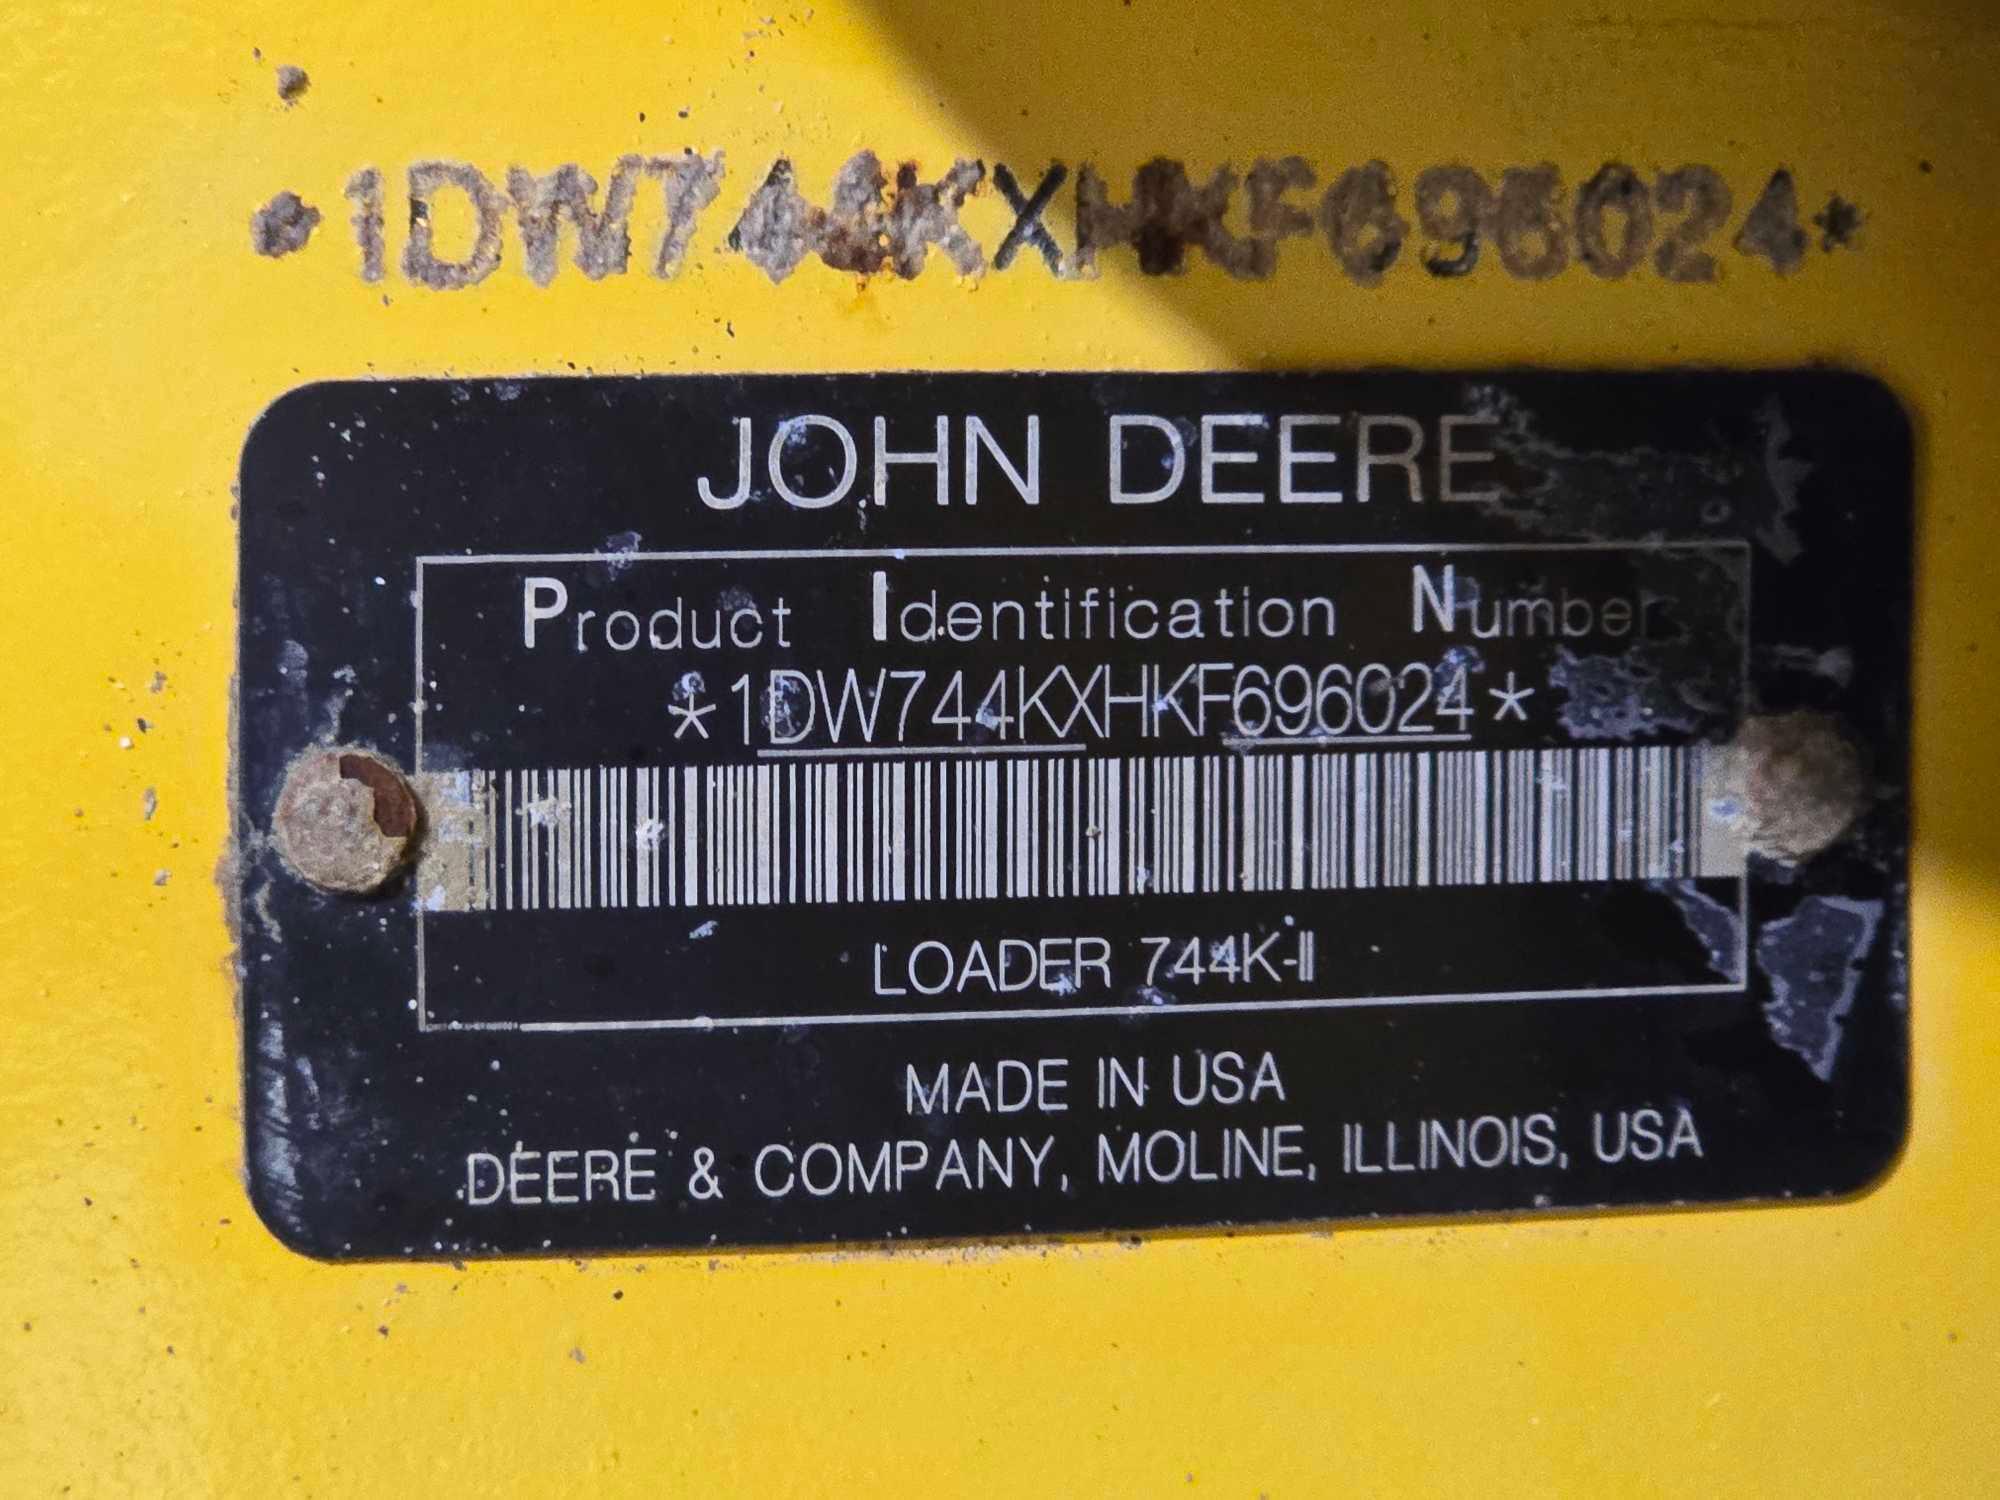 *1DW744KXHKF696024*
JOHN DEERE
Product Identification Number
*1DW744KXHKF696024*
LOADER 744K-II
MADE IN USA
DEERE & COMPANY, MOLINE, ILLINOIS, USA